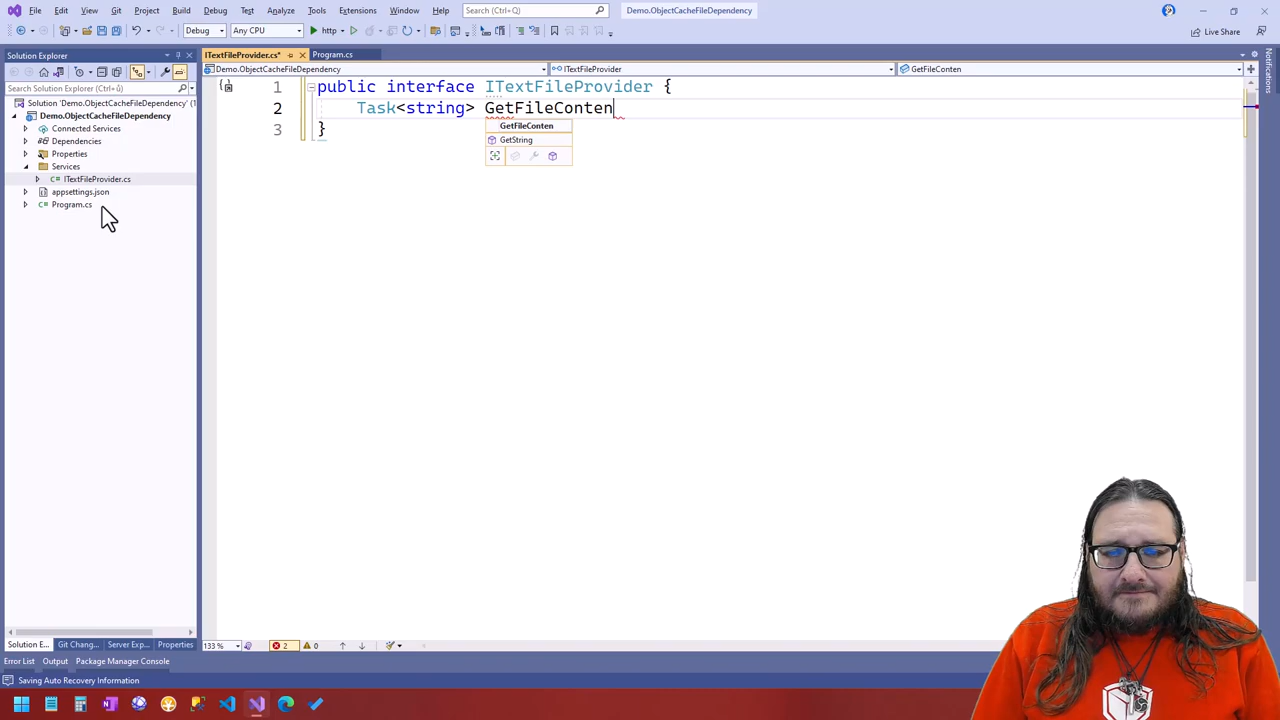 File Edit View Git Project Build Debug Test Analyze Tools Extensions Window Help Search (Ctrl+Q) Demo.ObjectCacheFileDependency
Debug Any CPU http Live Share
Solution Explorer
Search Solution Explorer (Ctrl+ů)
Solution 'Demo.ObjectCacheFileDependency' (1
Demo.ObjectCacheFileDependency
Connected Services
Dependencies
Properties
Services
C# ITextFileProvider.cs
appsettings.json
C# Program.cs
ITextFileProvider.cs* Program.cs
Demo.ObjectCacheFileDependency ITextFileProvider GetFileConten
1 public interface ITextFileProvider {
2 Task<string> GetFileConten
3 }
GetFileConten
GetString
Notifications
133 % 2 0
Solution E... Git Chang... Server Exp... Properties
Error List Output Package Manager Console
Saving Auto Recovery Information